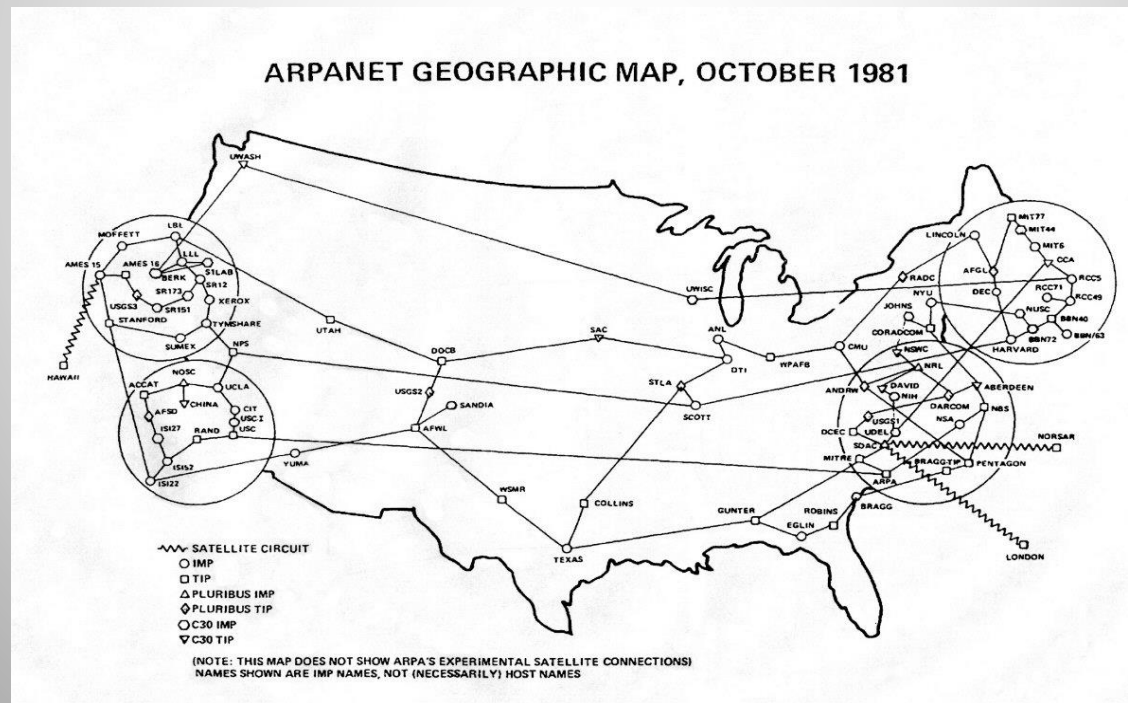 ARPANET GEOGRAPHIC MAP, OCTOBER 1981
UWASH
MOFFETT
LBL
LLL
AMES 15
AMES 16
BERK
S1LAB
SR12
SR173
USGS3
SR151
XEROX
STANFORD
TYMSHARE
SUMEX
HAWAII
NPS
ACCAT
NOSC
UCLA
CHINA
AFSD
CIT
USCI
ISI27
RAND
USC
ISI52
ISI22
YUMA
UTAH
DOCB
SAC
USGS2
SANDIA
AFWL
WSMR
TEXAS
COLLINS
STLA
SCOTT
DTI
ANL
UWISC
WPAFB
CMU
GUNTER
EGLIN
ROBINS
BRAGG
LINCOLN
MIT77
MIT44
MIT6
CCA
RADC
AFGL
DEC
RCC5
RCC71
RCC49
NYU
JOHNS
NUSC
BBN40
CORADCOM
BBN72
BBN/63
HARVARD
NSWC
NRL
ANDRW
DAVID
NIH
ABERDEEN
DARCOM
NBS
USGS1
NSA
DCEC
UDEL
SDAC
NORSAR
MITRE
BRAGG-TIP
PENTAGON
ARPA
LONDON
SATELLITE CIRCUIT
IMP
TIP
PLURIBUS IMP
PLURIBUS TIP
C30 IMP
C30 TIP
(NOTE: THIS MAP DOES NOT SHOW ARPA'S EXPERIMENTAL SATELLITE CONNECTIONS)
NAMES SHOWN ARE IMP NAMES, NOT (NECESSARILY) HOST NAMES